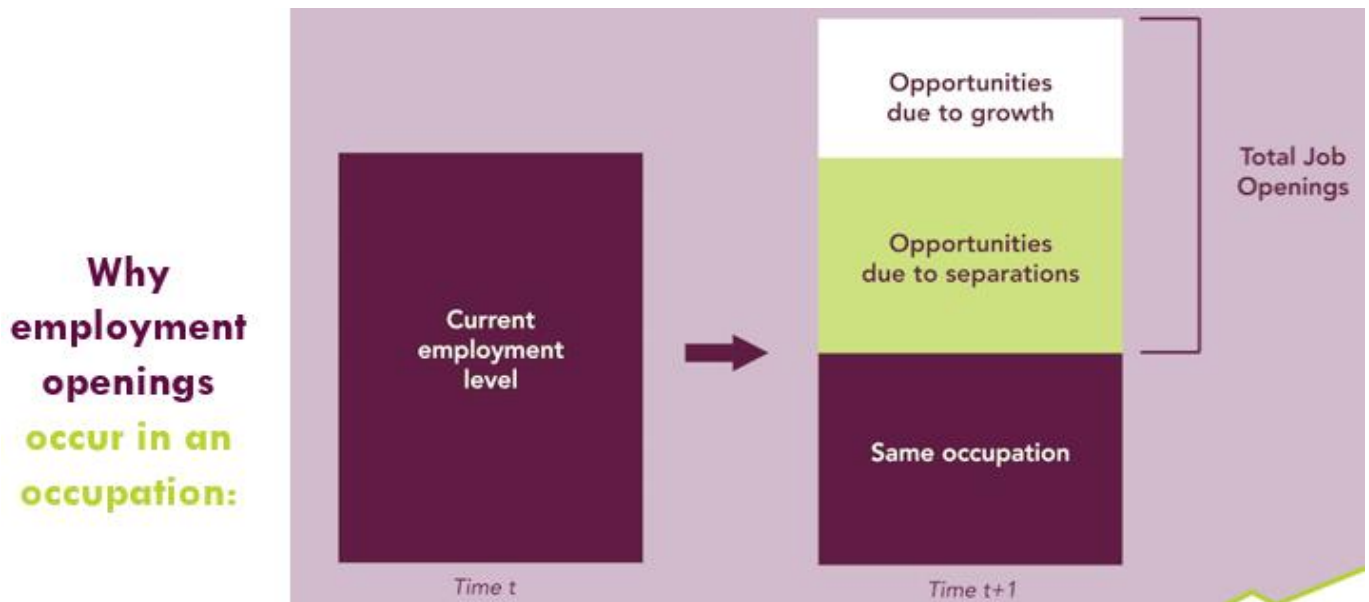 Why
employment
openings
occur in an
occupation:
Current
employment
level
Time t
Opportunities
due to growth
Opportunities
due to separations
Same occupation
Time t+1
Total Job
Openings